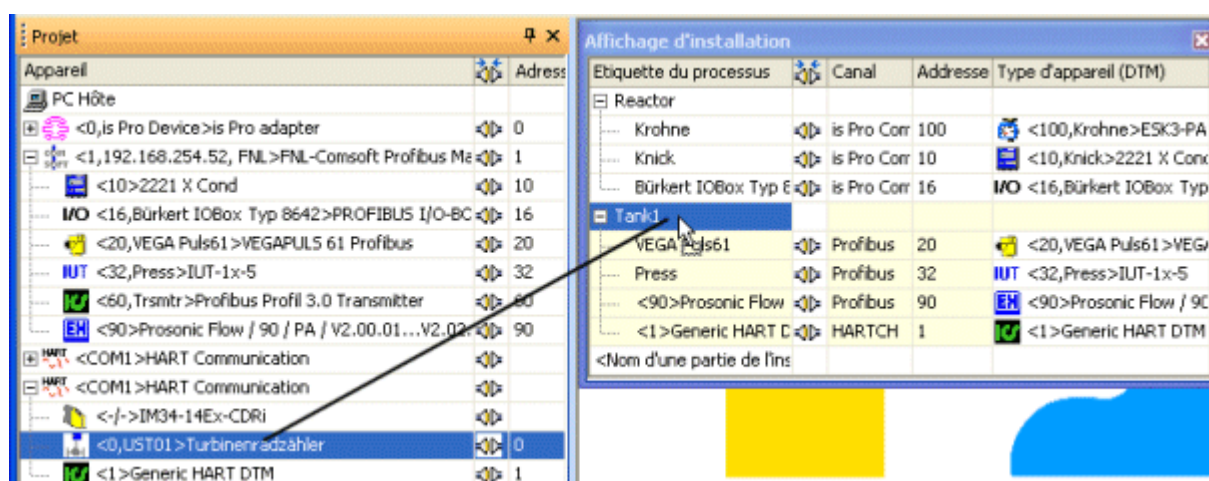 Projet
Appareil Adress
PC Hôte
<0,is Pro Device>is Pro adapter 0
<1,192.168.254.52, FNL>FNL-Comsoft Profibus Ma 1
<10>2221 X Cond 10
I/O <16,Bürkert IOBox Typ 8642>PROFIBUS I/O-BO 16
<20,VEGA Puls61>VEGAPULS 61 Profibus 20
IUT <32,Press>IUT-1x-5 32
<60,Trsmtr>Profibus Profil 3.0 Transmitter 60
EH <90>Prosonic Flow / 90 / PA / V2.00.01...V2.02. 90
HART <COM1>HART Communication
HART <COM1>HART Communication
<-/->IM34-14Ex-CDRi
<0,UST01>Turbinenradzähler 0
<1>Generic HART DTM 1
Affichage d'installation
Etiquette du processus Canal Addresse Type d'appareil (DTM)
Reactor
Krohne is Pro Com 100 <100,Krohne>ESK3-PA
Knick is Pro Com 10 <10,Knick>2221 X Cond
Bürkert IOBox Typ 8 is Pro Com 16 I/O <16,Bürkert IOBox Typ
Tank1
VEGA Puls61 Profibus 20 <20,VEGA Puls61>VEGA
Press Profibus 32 IUT <32,Press>IUT-1x-5
<90>Prosonic Flow Profibus 90 EH <90>Prosonic Flow / 90
<1>Generic HART D HARTCH 1 <1>Generic HART DTM
<Nom d'une partie de l'ins